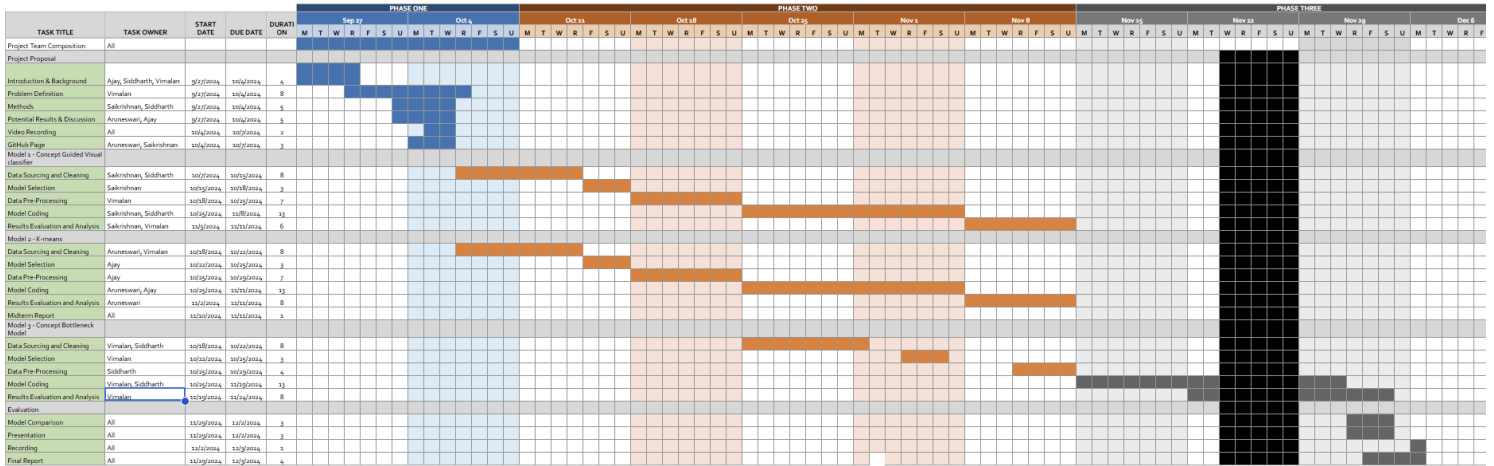 PHASE ONE PHASE TWO PHASE THREE
Sep 27 Oct 4 Oct 11 Oct 18 Oct 25 Nov 1 Nov 8 Nov 15 Nov 22 Nov 29 Dec 6
TASK TITLE TASK OWNER START DATE DUE DATE DURATION M T W R F S U M T W R F S U M T W R F S U M T W R F S U M T W R F S U M T W R F S U M T W R F S U M T W R F S U M T W R F S U M T W R F S U M T W R F
Project Team Composition All
Project Proposal
Introduction & Background Ajay, Siddharth, Vimalan 9/27/2024 10/4/2024 4
Problem Definition Vimalan 9/27/2024 10/4/2024 8
Methods Saikrishnan, Siddharth 9/27/2024 10/4/2024 5
Potential Results & Discussion Aruneswari, Ajay 9/27/2024 10/4/2024 5
Video Recording All 10/4/2024 10/7/2024 2
GitHub Page Aruneswari, Saikrishnan 10/4/2024 10/7/2024 3
Model 1 - Concept Guided Visual
classifier
Data Sourcing and Cleaning Saikrishnan, Siddharth 10/7/2024 10/15/2024 8
Model Selection Saikrishnan 10/15/2024 10/18/2024 3
Data Pre-Processing Vimalan 10/18/2024 10/25/2024 7
Model Coding Saikrishnan, Siddharth 10/25/2024 11/8/2024 13
Results Evaluation and Analysis Saikrishnan, Vimalan 11/5/2024 11/11/2024 6
Model 2 - K-means
Data Sourcing and Cleaning Aruneswari, Vimalan 10/18/2024 10/22/2024 8
Model Selection Ajay 10/22/2024 10/25/2024 3
Data Pre-Processing Ajay 10/25/2024 10/29/2024 7
Model Coding Aruneswari, Ajay 10/25/2024 11/11/2024 13
Results Evaluation and Analysis Aruneswari 11/2/2024 11/11/2024 8
Midterm Report All 11/10/2024 11/11/2024 1
Model 3 - Concept Bottleneck
Model
Data Sourcing and Cleaning Vimalan, Siddharth 10/18/2024 10/22/2024 8
Model Selection Vimalan 10/22/2024 10/25/2024 3
Data Pre-Processing Siddharth 10/25/2024 10/29/2024 4
Model Coding Vimalan, Siddharth 10/25/2024 11/19/2024 13
Results Evaluation and Analysis Vimalan 11/19/2024 11/24/2024 8
Evaluation
Model Comparison All 11/29/2024 12/2/2024 3
Presentation All 11/29/2024 12/2/2024 3
Recording All 12/2/2024 12/3/2024 1
Final Report All 11/29/2024 12/3/2024 4